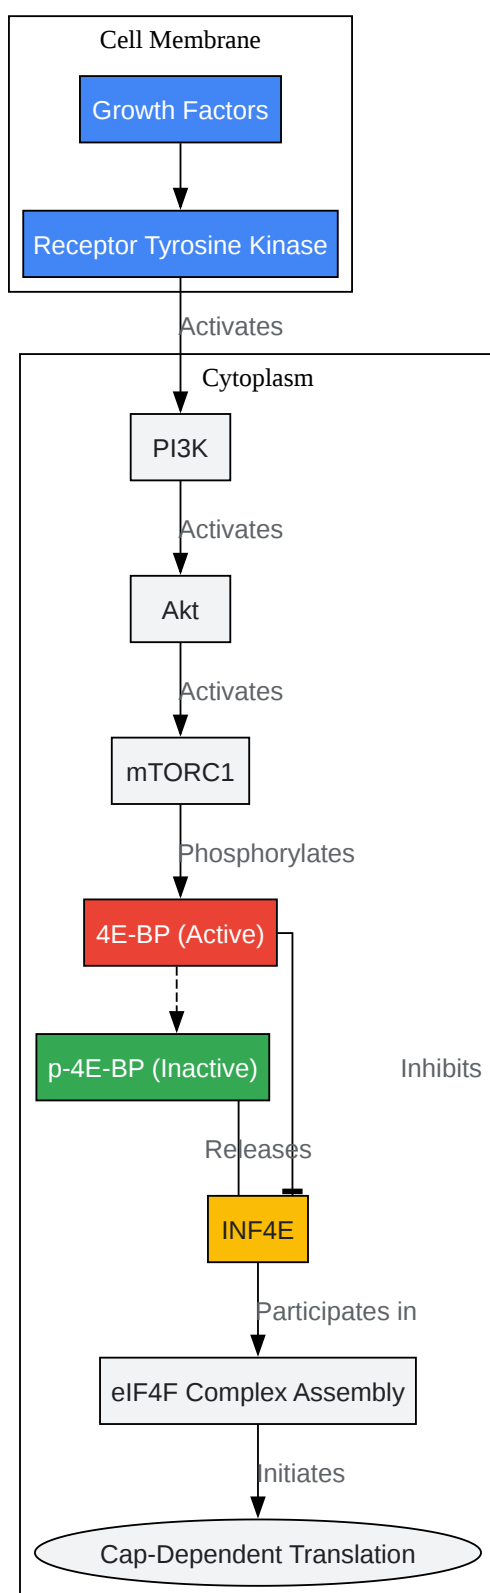 Cell Membrane
Growth Factors
Receptor Tyrosine Kinase
Activates
Cytoplasm
PI3K
Activates
Akt
Activates
mTORC1
Phosphorylates
4E-BP (Active)
p-4E-BP (Inactive)
Inhibits
Releases
INF4E
Participates in
eIF4F Complex Assembly
Initiates
Cap-Dependent Translation